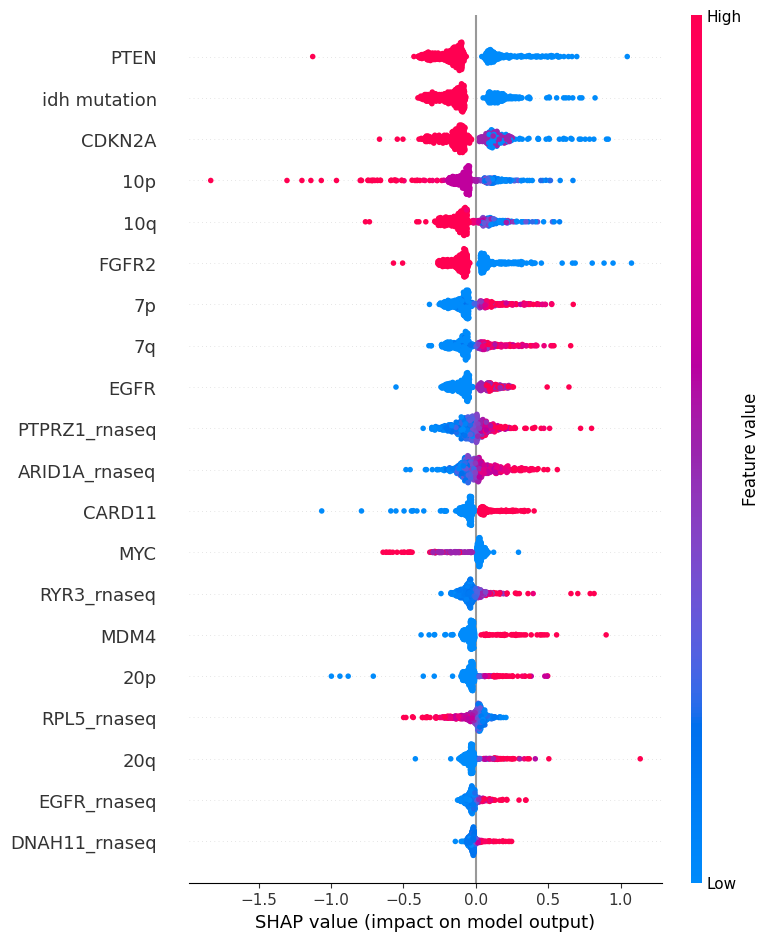 High
PTEN
idh mutation
CDKN2A
10p
10q
FGFR2
7p
7q
EGFR
PTPRZ1_rnaseq
ARID1A_rnaseq
CARD11
MYC
RYR3_rnaseq
MDM4
20p
RPL5_rnaseq
20q
EGFR_rnaseq
DNAH11_rnaseq
Feature value
Low
−1.5 −1.0 −0.5 0.0 0.5 1.0
SHAP value (impact on model output)